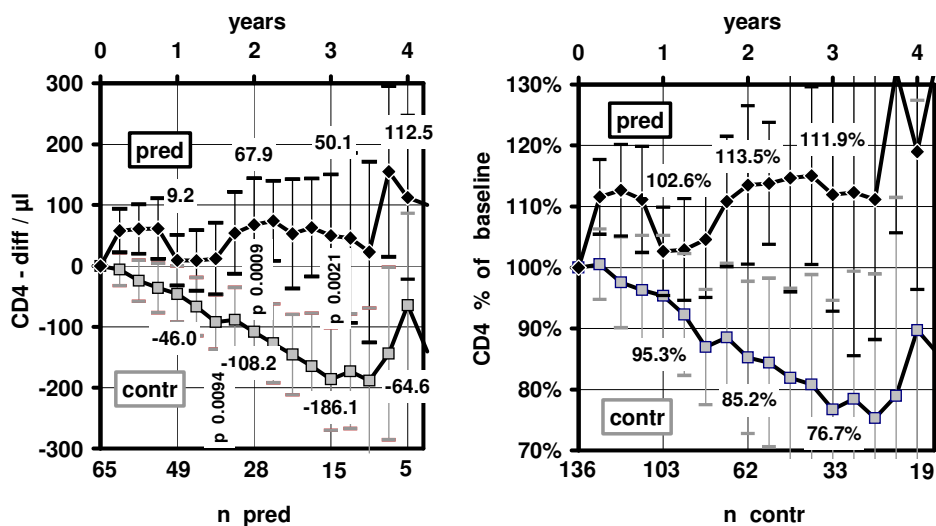 years
0 1 2 3 4
300
200
100
0
-100
-200
-300
CD4 - diff / µl
pred
9.2
67.9
50.1
112.5
p 0.0009
p 0.0021
p 0.0094
-46.0
-108.2
-186.1
-64.6
contr
65 49 28 15 5
n pred
years
0 1 2 3 4
130%
120%
110%
100%
90%
80%
70%
CD4 % of baseline
pred
102.6%
113.5%
111.9%
95.3%
85.2%
76.7%
contr
136 103 62 33 19
n contr